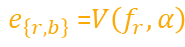 e_{r,b} =V(f_r, α)